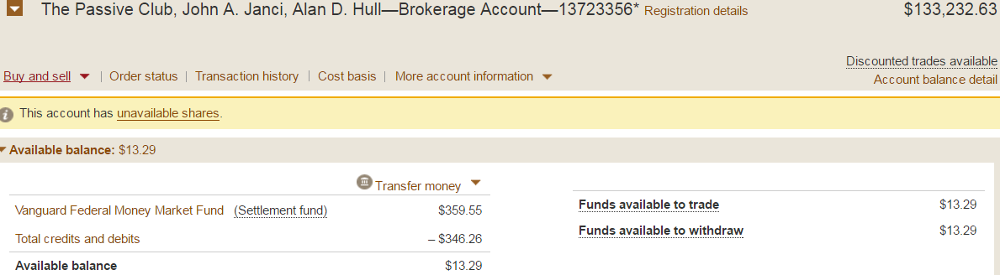 The Passive Club, John A. Janci, Alan D. Hull—Brokerage Account—13723356* Registration details $133,232.63
Discounted trades available
Buy and sell | Order status | Transaction history | Cost basis | More account information
Account balance detail
This account has unavailable shares.
Available balance: $13.29
Transfer money
Vanguard Federal Money Market Fund (Settlement fund) $359.55
Total credits and debits – $346.26
Available balance $13.29
Funds available to trade $13.29
Funds available to withdraw $13.29